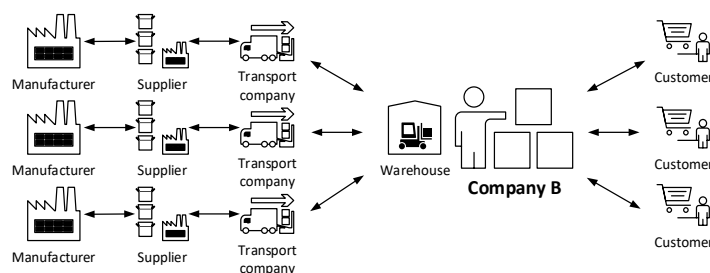 Manufacturer
Supplier
Transport
company
Customer
Manufacturer
Supplier
Transport
company
Warehouse
Company B
Customer
Manufacturer
Supplier
Transport
company
Customer